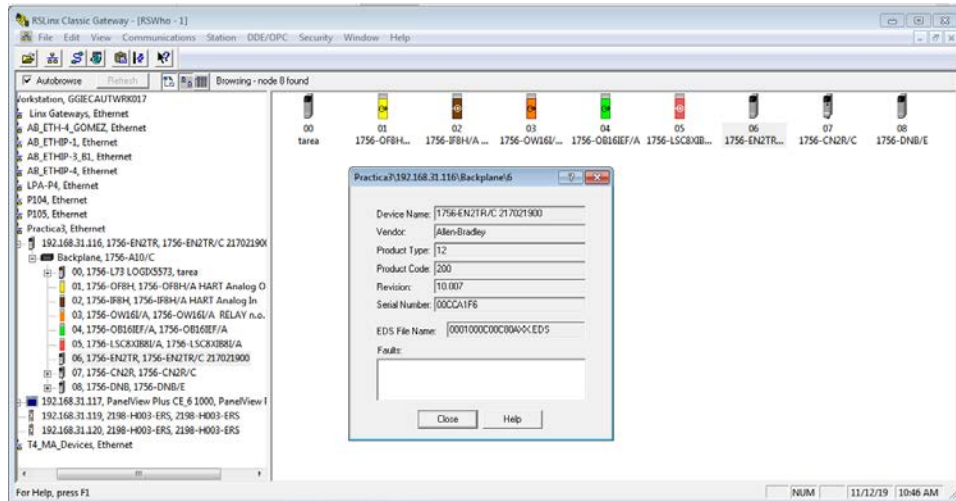 RSLinx Classic Gateway - [RSWho - 1]
File Edit View Communications Station DDE/OPC Security Window Help
Autobrowse Refresh Browsing - node 8 found
Workstation, GGIECAUTWRK017
Linx Gateways, Ethernet
AB_ETH-4_GOMEZ, Ethernet
AB_ETHIP-1, Ethernet
AB_ETHIP-3_B1, Ethernet
AB_ETHIP-4, Ethernet
LPA-P4, Ethernet
P104, Ethernet
P105, Ethernet
Practica3, Ethernet
192.168.31.116, 1756-EN2TR, 1756-EN2TR/C 21702190
Backplane, 1756-A10/C
00, 1756-L73 LOGIX5573, tarea
01, 1756-OF8H, 1756-OF8H/A HART Analog O
02, 1756-IF8H, 1756-IF8H/A HART Analog In
03, 1756-OW16I/A, 1756-OW16I/A RELAY n.o.
04, 1756-OB16IEF/A, 1756-OB16IEF/A
05, 1756-LSC8XIB8I/A, 1756-LSC8XIB8I/A
06, 1756-EN2TR, 1756-EN2TR/C 217021900
07, 1756-CN2R, 1756-CN2R/C
08, 1756-DNB, 1756-DNB/E
192.168.31.117, PanelView Plus CE_6 1000, PanelView
192.168.31.119, 2198-H003-ERS, 2198-H003-ERS
192.168.31.120, 2198-H003-ERS, 2198-H003-ERS
T4_MA_Devices, Ethernet
00 01 02 03 04 05 06 07 08
tarea 1756-OF8H... 1756-IF8H/A ... 1756-OW16I/... 1756-OB16IEF/A 1756-LSC8XIB... 1756-EN2TR... 1756-CN2R/C 1756-DNB/E
Practica3\192.168.31.116\Backplane\6
Device Name: 1756-EN2TR/C 217021900
Vendor: Allen-Bradley
Product Type: 12
Product Code: 200
Revision: 10.007
Serial Number: 00CCA1F6
EDS File Name: 0001000C00C80AXX.EDS
Faults:
Close Help
For Help, press F1 NUM 11/12/19 10:46 AM